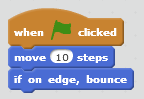 when clicked
move 10 steps
if on edge, bounce